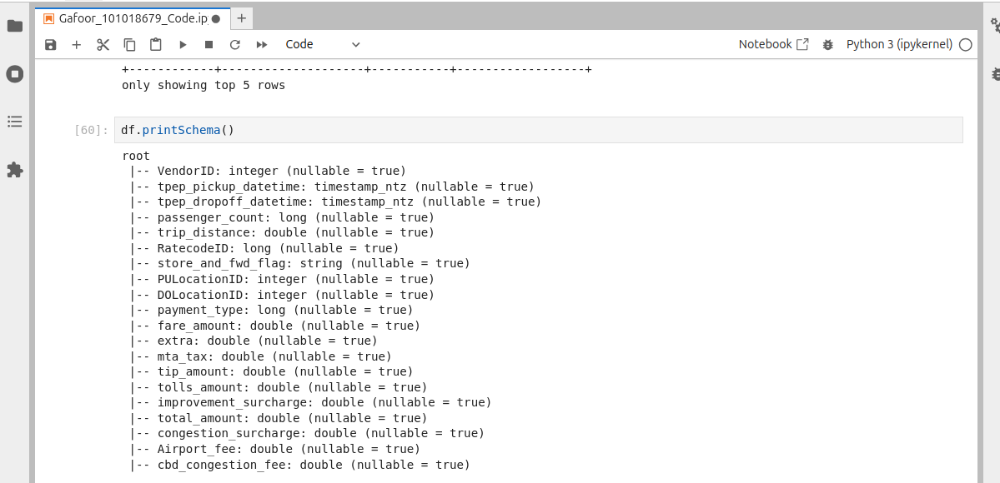 Gafoor_101018679_Code.ip
Code
Notebook
Python 3 (ipykernel)
+------------+--------------------+-----------+------------------+
only showing top 5 rows
[60]:
df.printSchema()
root
|-- VendorID: integer (nullable = true)
|-- tpep_pickup_datetime: timestamp_ntz (nullable = true)
|-- tpep_dropoff_datetime: timestamp_ntz (nullable = true)
|-- passenger_count: long (nullable = true)
|-- trip_distance: double (nullable = true)
|-- RatecodeID: long (nullable = true)
|-- store_and_fwd_flag: string (nullable = true)
|-- PULocationID: integer (nullable = true)
|-- DOLocationID: integer (nullable = true)
|-- payment_type: long (nullable = true)
|-- fare_amount: double (nullable = true)
|-- extra: double (nullable = true)
|-- mta_tax: double (nullable = true)
|-- tip_amount: double (nullable = true)
|-- tolls_amount: double (nullable = true)
|-- improvement_surcharge: double (nullable = true)
|-- total_amount: double (nullable = true)
|-- congestion_surcharge: double (nullable = true)
|-- Airport_fee: double (nullable = true)
|-- cbd_congestion_fee: double (nullable = true)